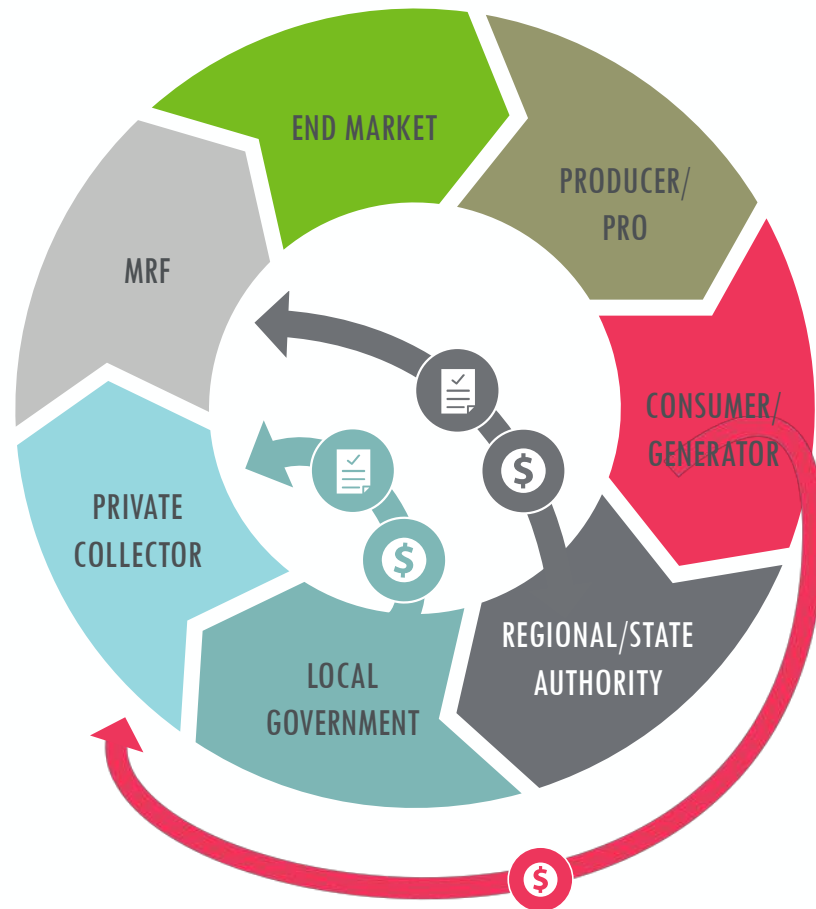 END MARKET
PRODUCER/
PRO
MRF
CONSUMER/
GENERATOR
PRIVATE
COLLECTOR
$
$
REGIONAL/STATE
AUTHORITY
LOCAL
GOVERNMENT
$